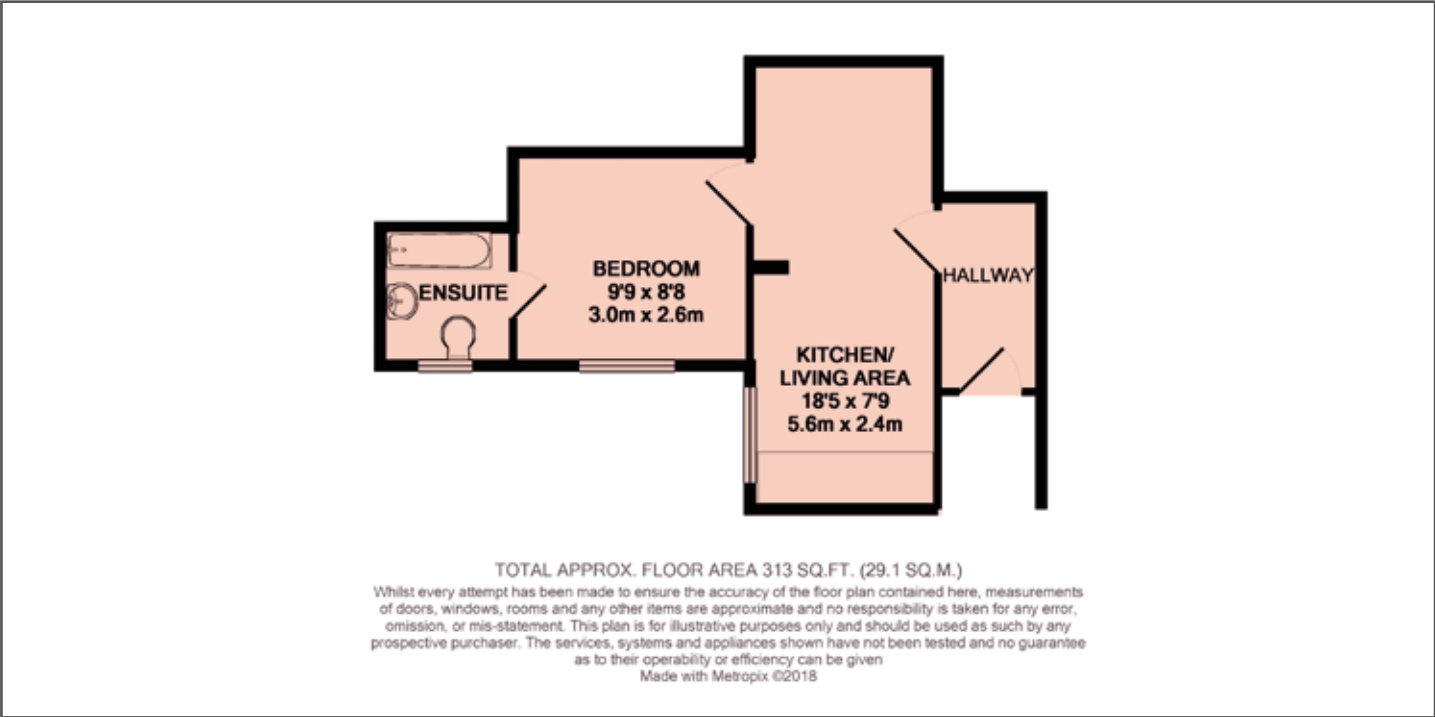 BEDROOM
9'9 x 8'8
3.0m x 2.6m
ENSUITE
HALLWAY
KITCHEN/
LIVING AREA
18'5 x 7'9
5.6m x 2.4m
TOTAL APPROX. FLOOR AREA 313 SQ.FT. (29.1 SQ.M.)
Whilst every attempt has been made to ensure the accuracy of the floor plan contained here, measurements
of doors, windows, rooms and any other items are approximate and no responsibility is taken for any error,
omission, or mis-statement. This plan is for illustrative purposes only and should be used as such by any
prospective purchaser. The services, systems and appliances shown have not been tested and no guarantee
as to their operability or efficiency can be given
Made with Metropix ©2018